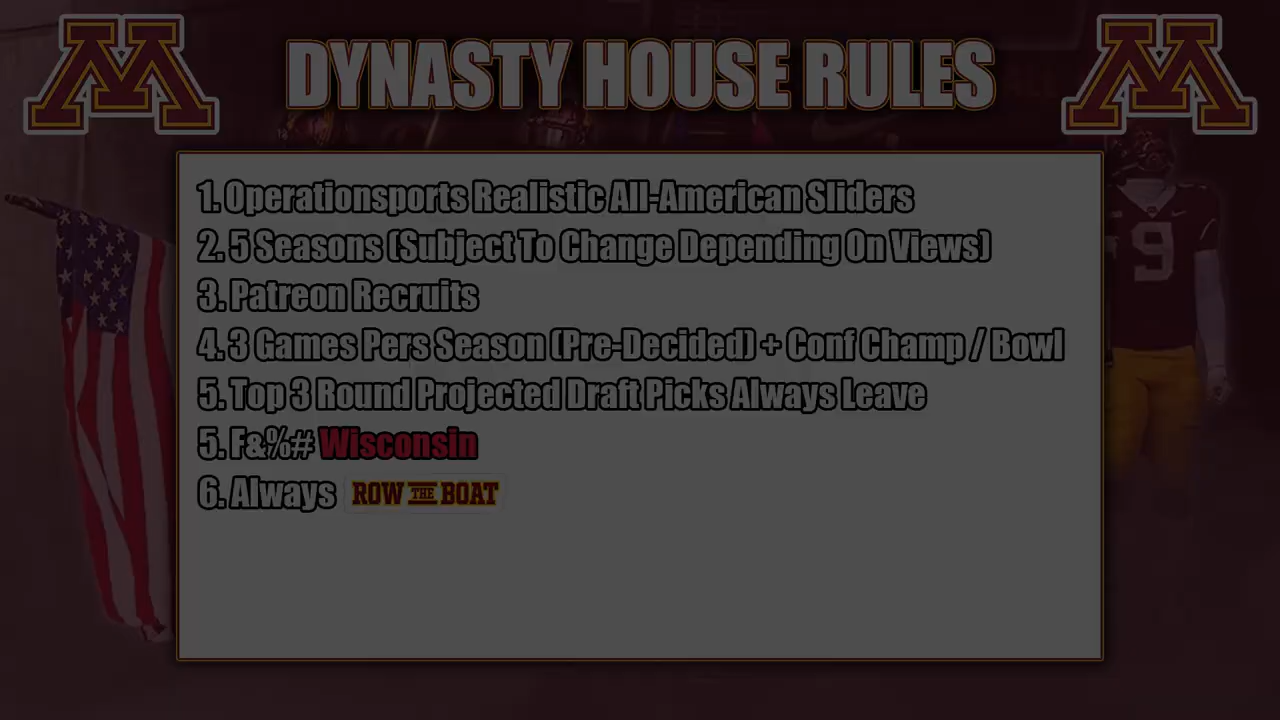 DYNASTY HOUSE RULES
1. Operationsports Realistic All-American Sliders
2. 5 Seasons (Subject To Change Depending On Views)
3. Patreon Recruits
4. 3 Games Pers Season (Pre-Decided) + Conf Champ / Bowl
5. Top 3 Round Projected Draft Picks Always Leave
5. F&%# Wisconsin
6. Always ROW THE BOAT
9